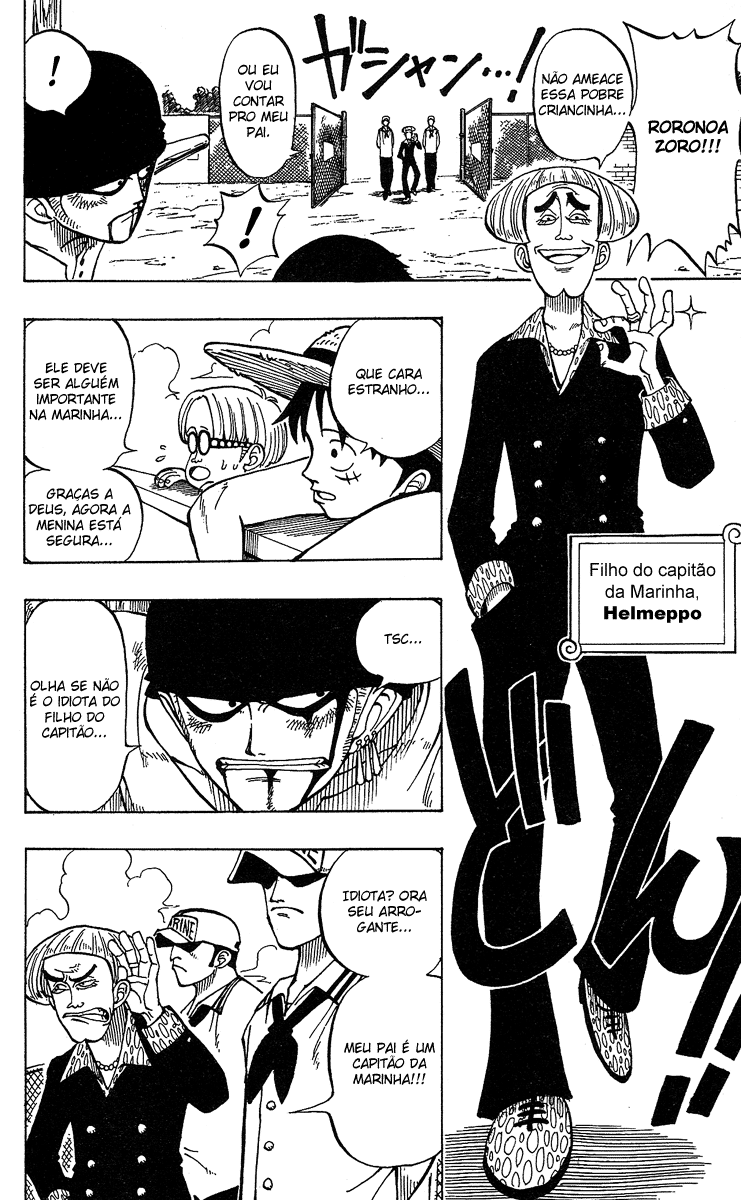 RORONOA
ZORO!!!
NÃO AMEACE
ESSA POBRE
CRIANCINHA...
ガシャン…!
OU EU
VOU
CONTAR
PRO MEU
PAI.
!
!
Filho do capitão
da Marinha,
Helmeppo
どん!!
QUE CARA
ESTRANHO...
ELE DEVE
SER ALGUÉM
IMPORTANTE
NA MARINHA...
GRAÇAS A
DEUS, AGORA A
MENINA ESTÁ
SEGURA...
TSC...
OLHA SE NÃO
É O IDIOTA DO
FILHO DO
CAPITÃO...
IDIOTA? ORA
SEU ARRO-
GANTE...
MARINE
MEU PAI É UM
CAPITÃO DA
MARINHA!!!